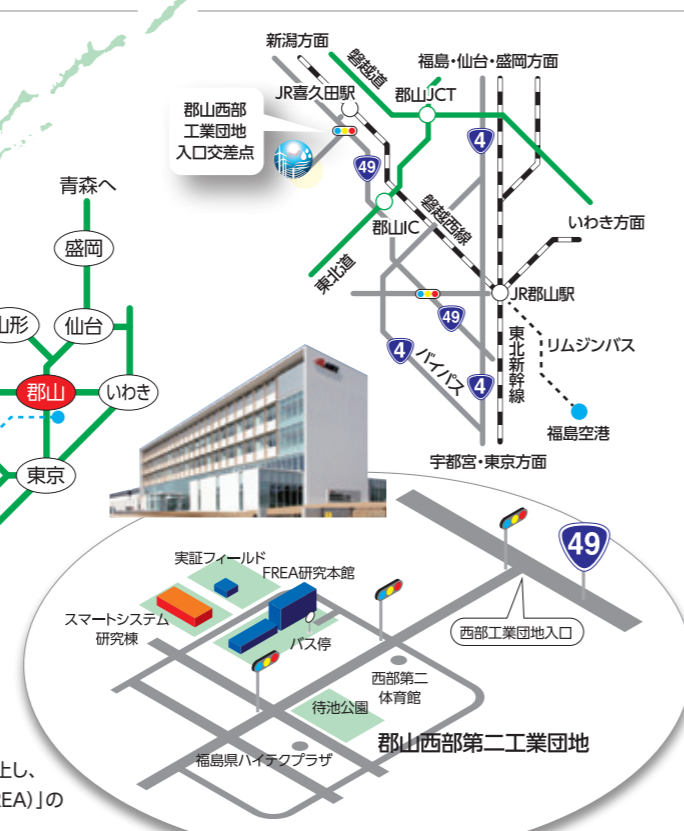 新潟方面
磐越道
福島・仙台・盛岡方面
JR喜久田駅
郡山JCT
郡山西部
工業団地
入口交差点
4
49
郡山IC
磐越西線
いわき方面
東北道
JR郡山駅
49
4
バイパス
4
東北新幹線
リムジンバス
福島空港
宇都宮・東京方面
青森へ
盛岡
山形
仙台
郡山
いわき
東京
実証フィールド
FREA研究本館
スマートシステム
研究棟
バス停
49
西部工業団地入口
西部第二
体育館
待池公園
福島県ハイテクプラザ
郡山西部第二工業団地
上し、
EA)」の